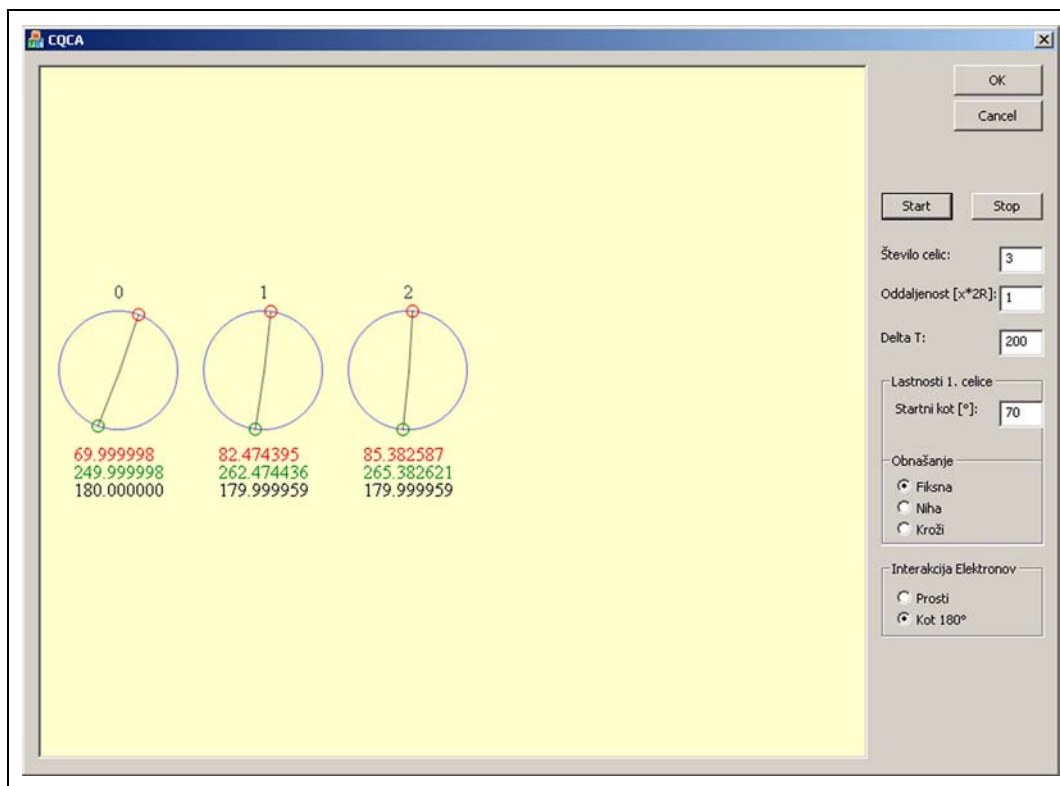 CQCA
OK
Cancel
Start Stop
Število celic: 3
Oddaljenost [x*2R]: 1
Delta T: 200
Lastnosti 1. celice
Startni kot [°]: 70
Obnašanje
Fiksna
Niha
Kroži
Interakcija Elektronov
Prosti
Kot 180°
0 1 2
69.999998 82.474395 85.382587
249.999998 262.474436 265.382621
180.000000 179.999959 179.999959